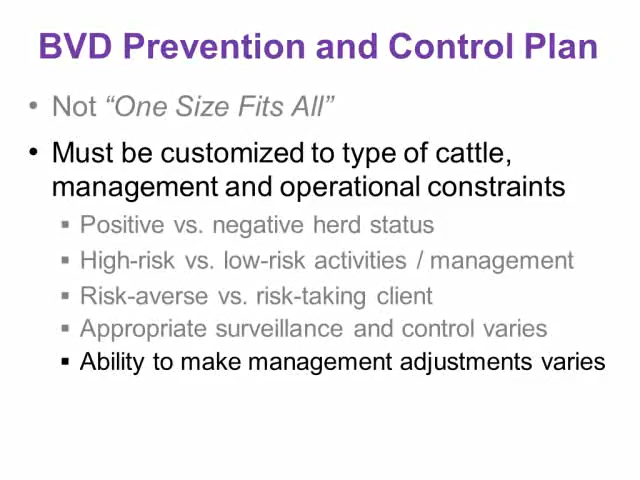 BVD Prevention and Control Plan
• Not “One Size Fits All”
• Must be customized to type of cattle,
management and operational constraints
▪ Positive vs. negative herd status
▪ High-risk vs. low-risk activities / management
▪ Risk-averse vs. risk-taking client
▪ Appropriate surveillance and control varies
▪ Ability to make management adjustments varies